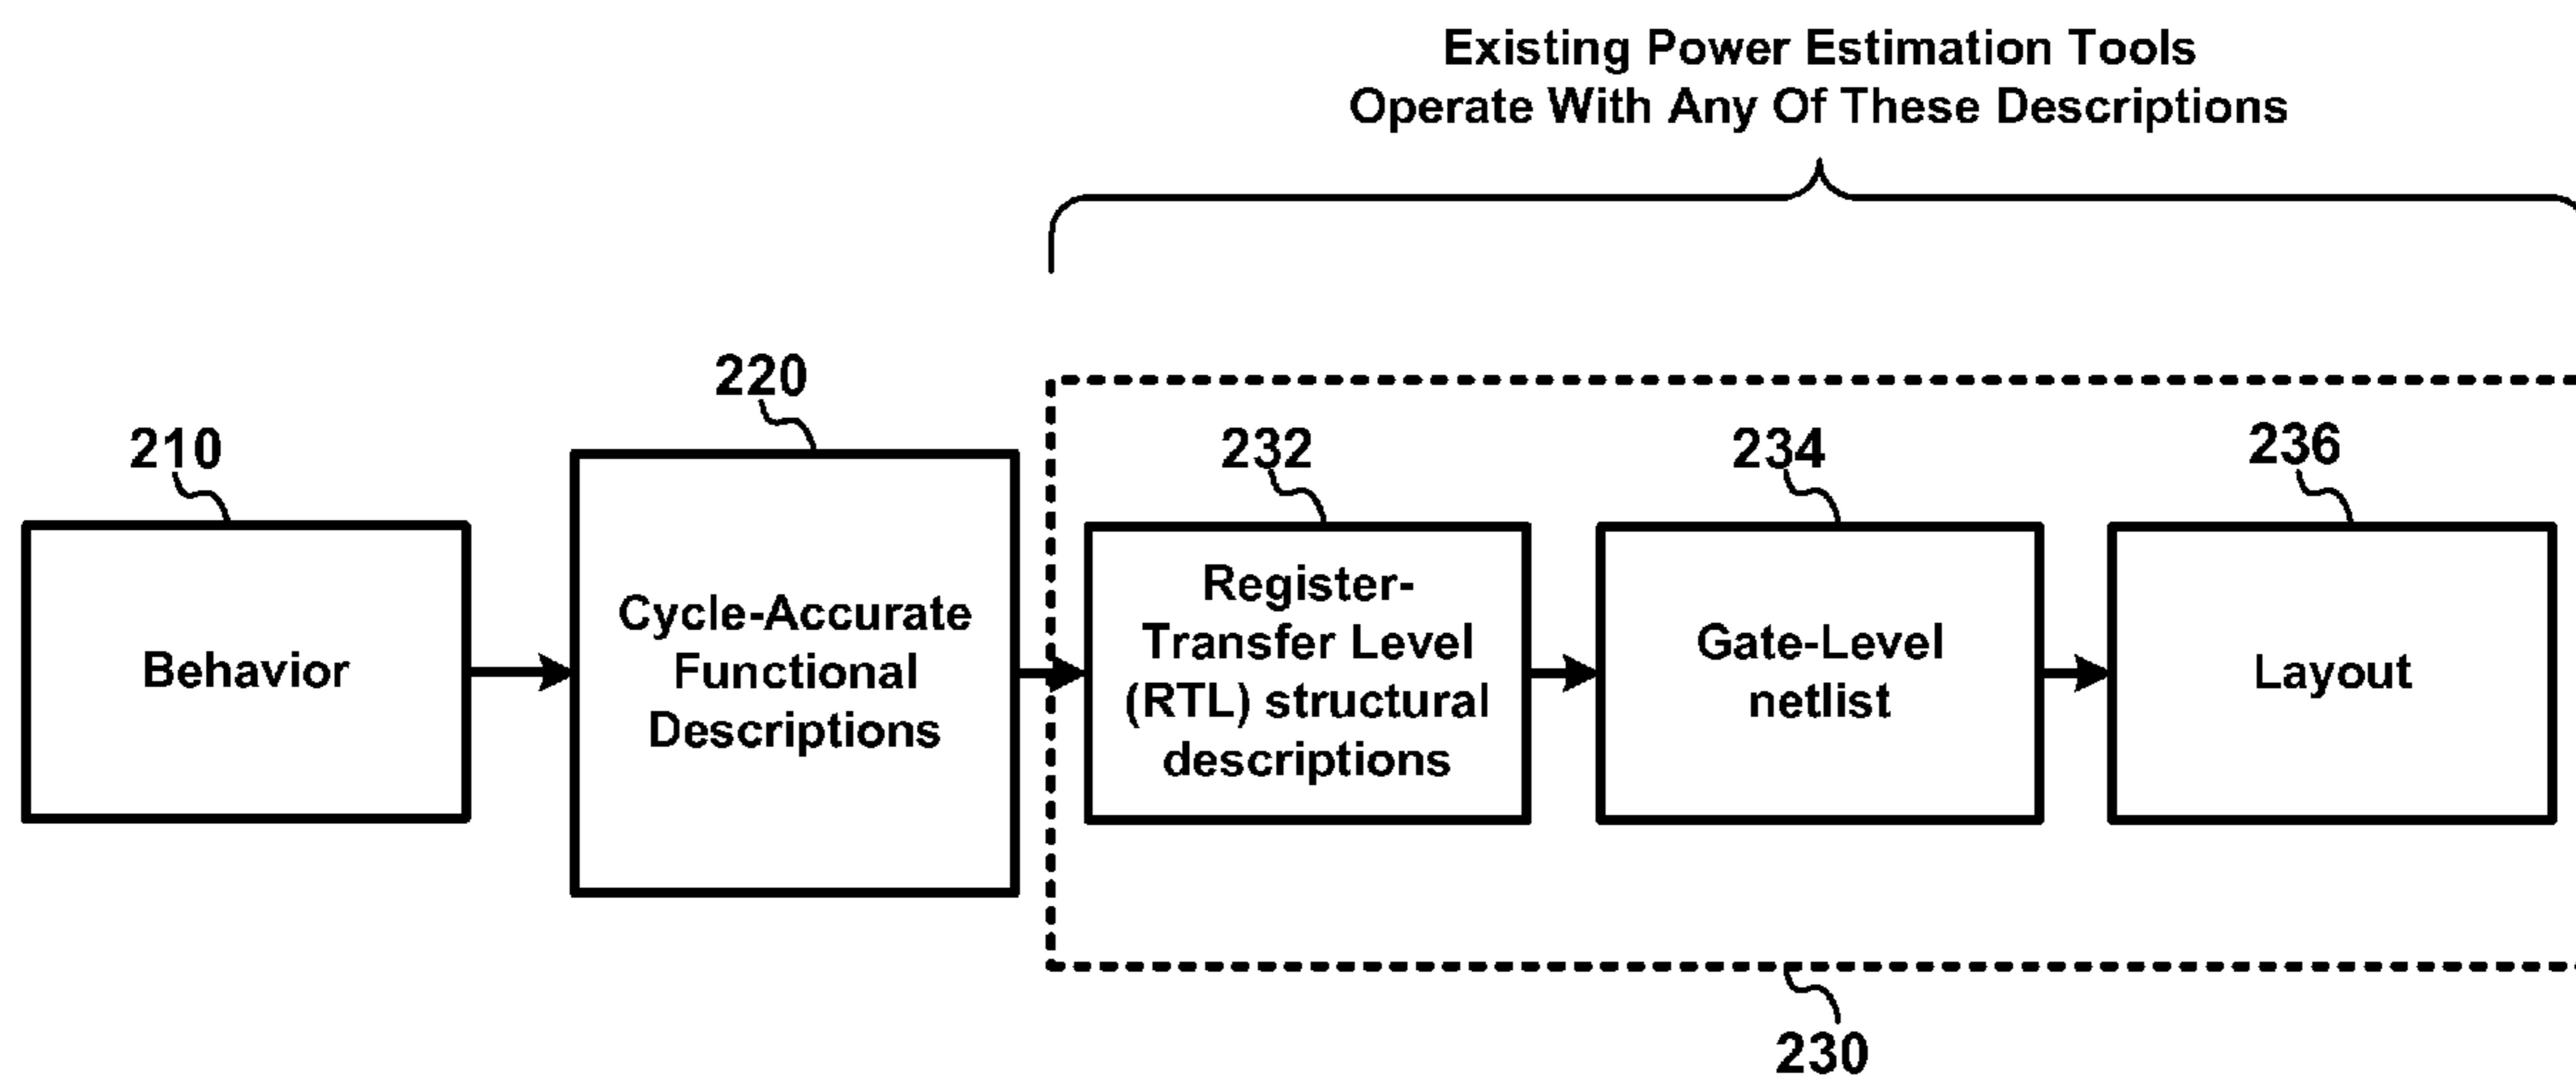 Existing Power Estimation Tools
Operate With Any Of These Descriptions
220
210
232
234
236
Behavior
Cycle-Accurate
Functional
Descriptions
Register-
Transfer Level
(RTL) structural
descriptions
Gate-Level
netlist
Layout
230